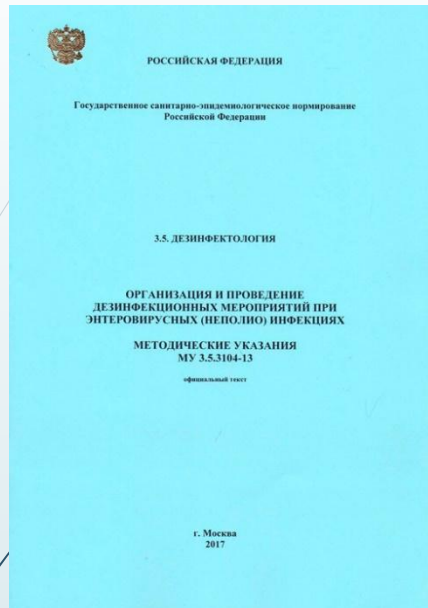 РОССИЙСКАЯ ФЕДЕРАЦИЯ
Государственное санитарно-эпидемиологическое нормирование
Российской Федерации
3.5. ДЕЗИНФЕКТОЛОГИЯ
ОРГАНИЗАЦИЯ И ПРОВЕДЕНИЕ
ДЕЗИНФЕКЦИОННЫХ МЕРОПРИЯТИЙ ПРИ
ЭНТЕРОВИРУСНЫХ (НЕПОЛИО) ИНФЕКЦИЯХ
МЕТОДИЧЕСКИЕ УКАЗАНИЯ
МУ 3.5.3104-13
официальный текст
г. Москва
2017